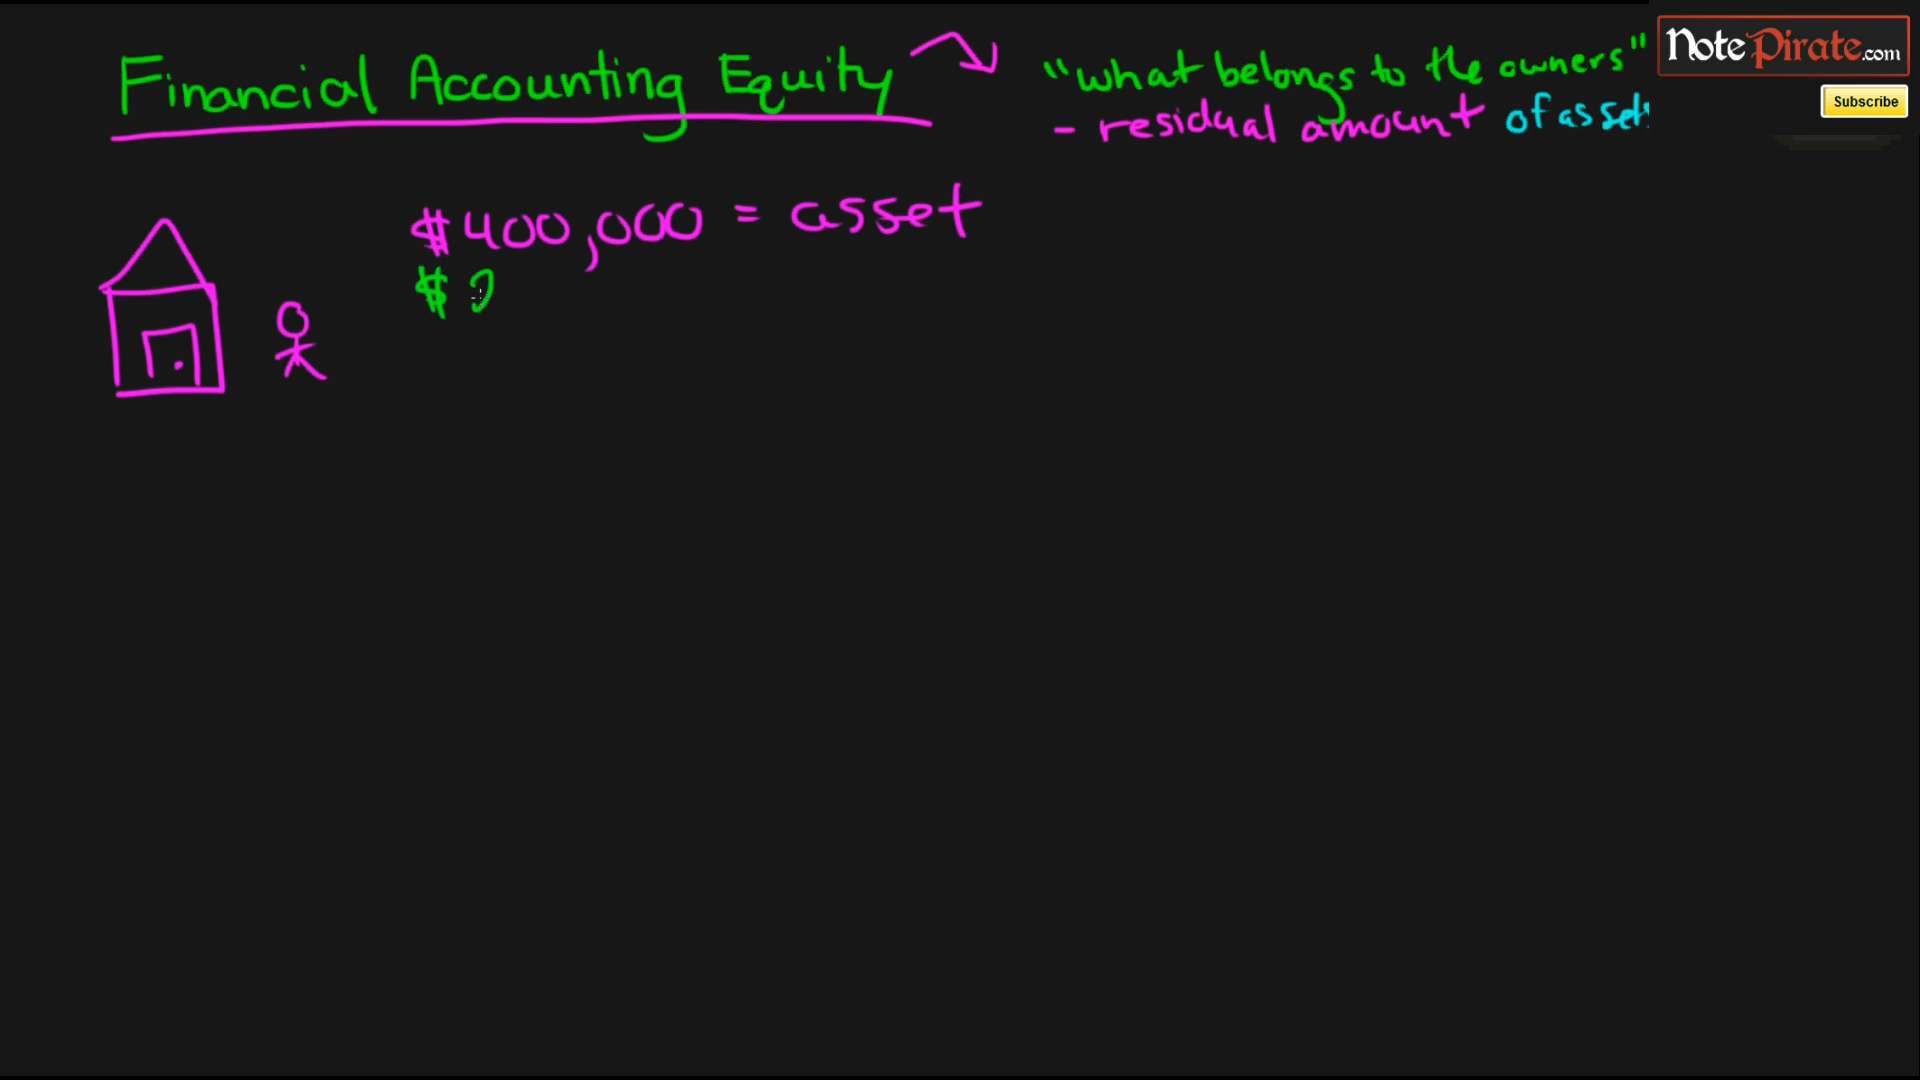 Financial Accounting Equity
"what belongs to the owners"
- residual amount of assets
NotePirate.com
Subscribe
$400,000 = asset
$